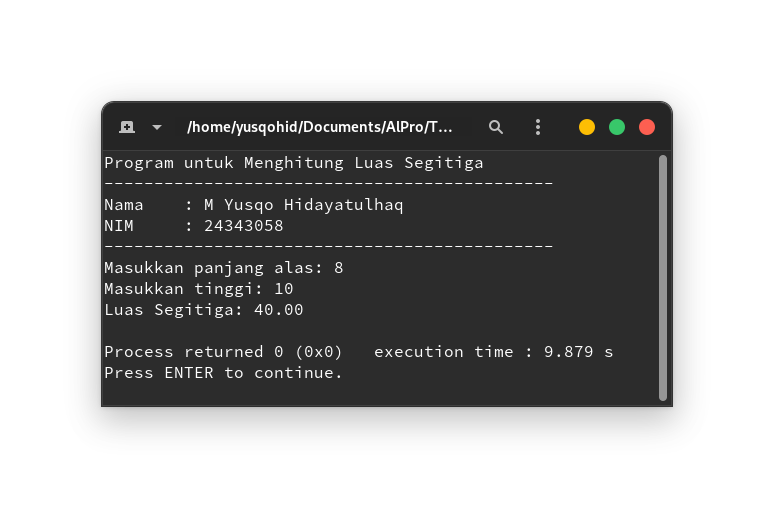 /home/yusqohid/Documents/AlPro/T...
Program untuk Menghitung Luas Segitiga
---------------------------------------------
Nama    : M Yusqo Hidayatulhaq
NIM     : 24343058
---------------------------------------------
Masukkan panjang alas: 8
Masukkan tinggi: 10
Luas Segitiga: 40.00
Process returned 0 (0x0)   execution time : 9.879 s
Press ENTER to continue.